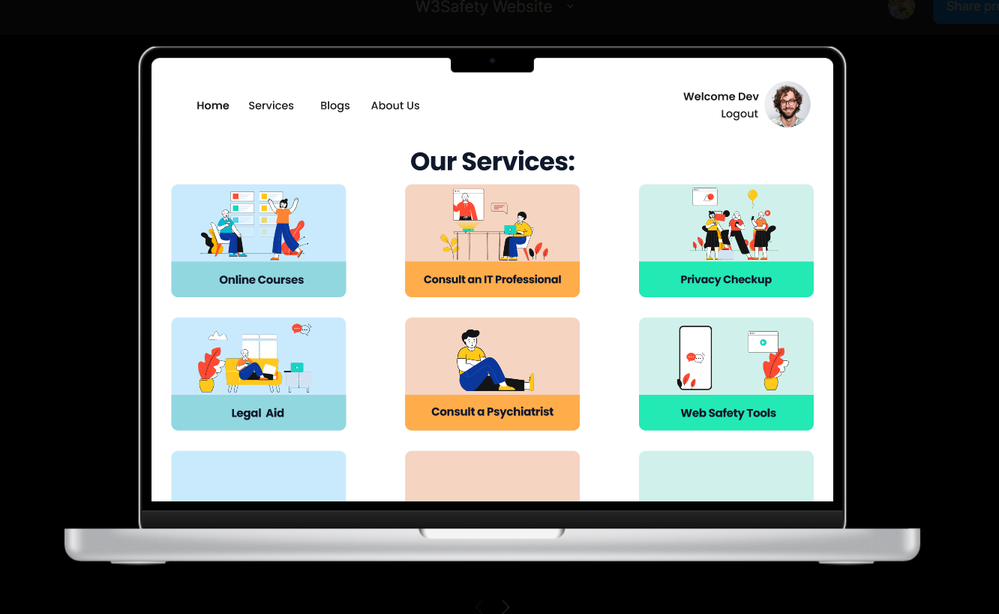 W3Safety Website
Share pr
Home Services Blogs About Us
Welcome Dev
Logout
Our Services:
Online Courses
Consult an IT Professional
Privacy Checkup
Legal Aid
Consult a Psychiatrist
Web Safety Tools